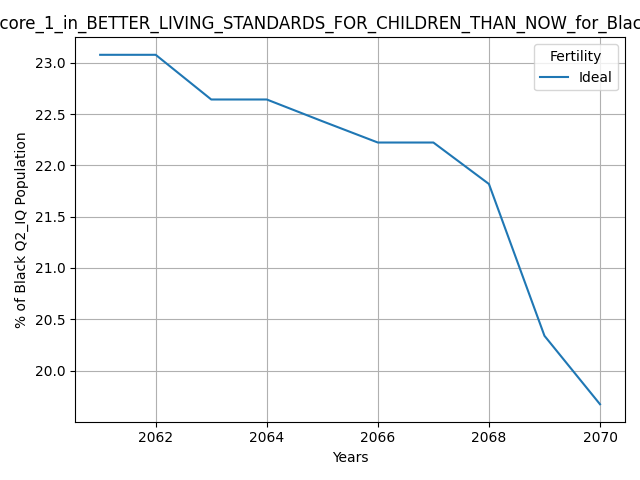 core_1_in_BETTER_LIVING_STANDARDS_FOR_CHILDREN_THAN_NOW_for_Blac
Fertility
Ideal
23.0
22.5
22.0
21.5
21.0
20.5
20.0
% of Black Q2_IQ Population
2062 2064 2066 2068 2070
Years